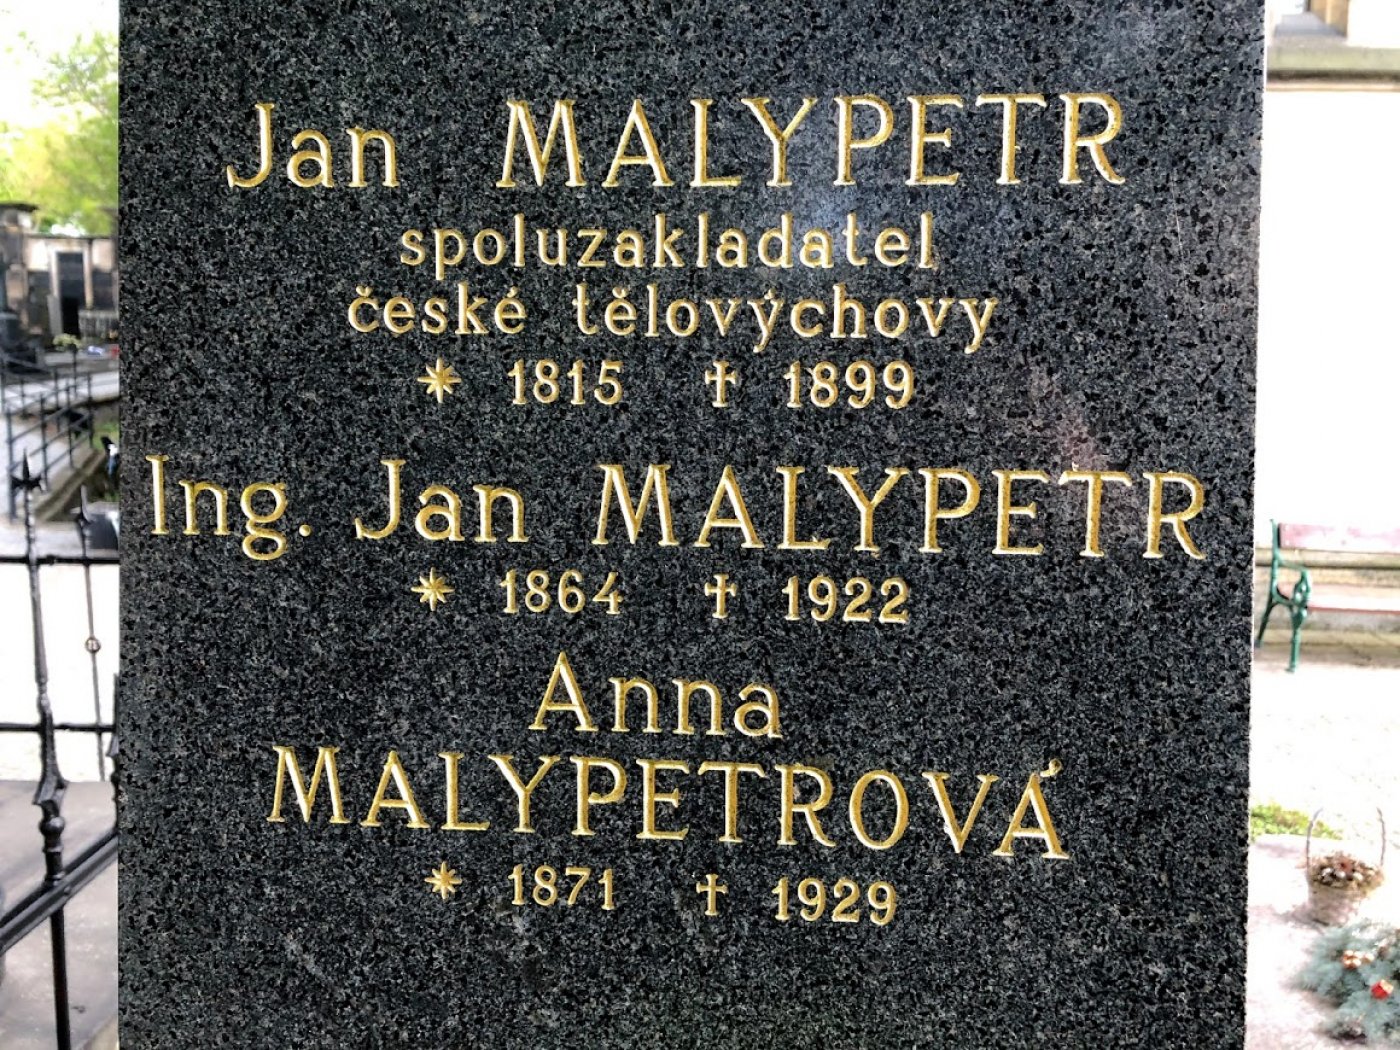 Jan MALYPETR
spoluzakladatel
české tělovýchovy
* 1815 † 1899
Ing. Jan MALYPETR
* 1864 † 1922
Anna
MALYPETROVÁ
* 1871 † 1929